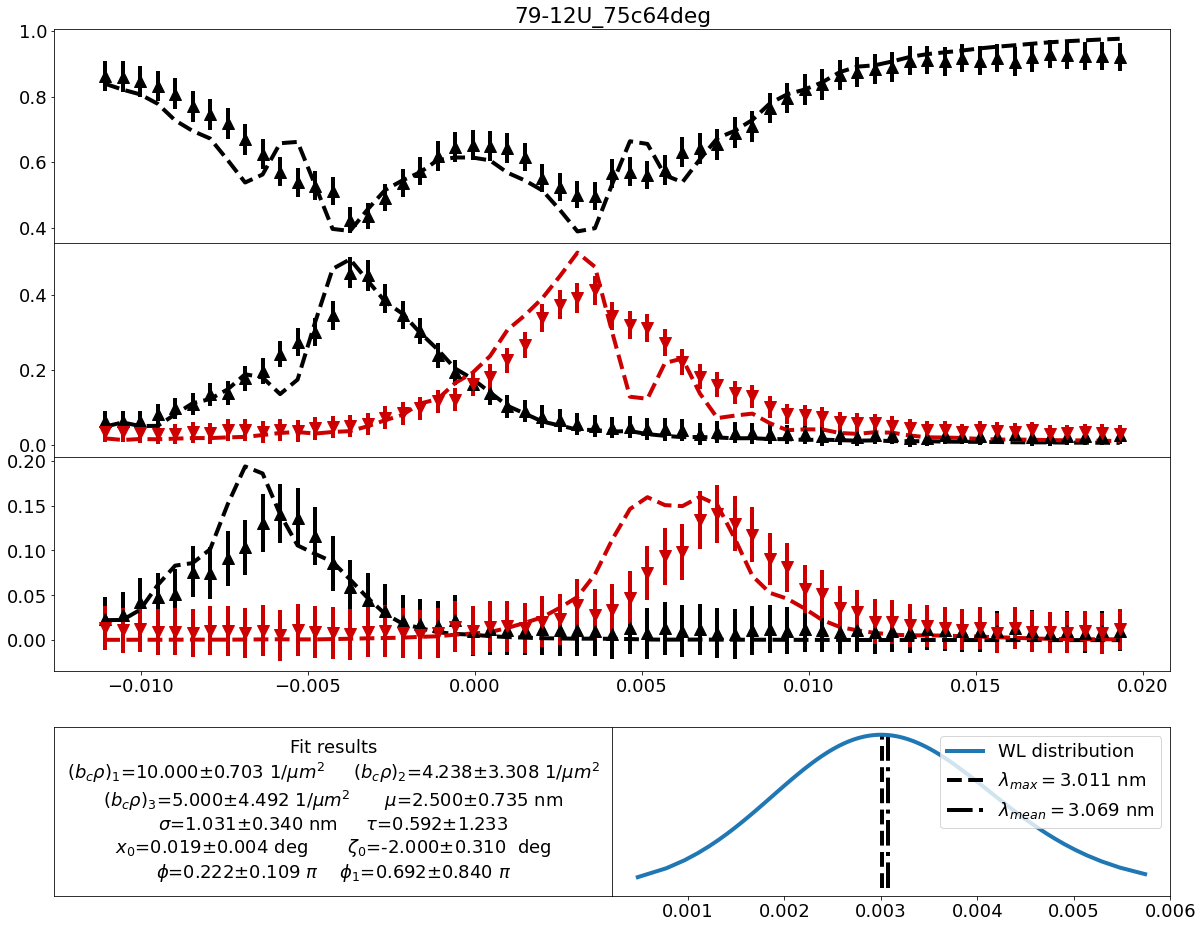 79-12U_75c64deg
1.0
0.8
0.6
0.4
0.4
0.2
0.0
0.20
0.15
0.10
0.05
0.00
−0.010 −0.005 0.000 0.005 0.010 0.015 0.020
Fit results
(b_cρ)_1=10.000±0.703 1/μm^2 (b_cρ)_2=4.238±3.308 1/μm^2
(b_cρ)_3=5.000±4.492 1/μm^2 μ=2.500±0.735 nm
σ=1.031±0.340 nm τ=0.592±1.233
x_0=0.019±0.004 deg ζ_0=-2.000±0.310 deg
ϕ=0.222±0.109 π ϕ_1=0.692±0.840 π
WL distribution
λ_max = 3.011 nm
λ_mean = 3.069 nm
0.001 0.002 0.003 0.004 0.005 0.006